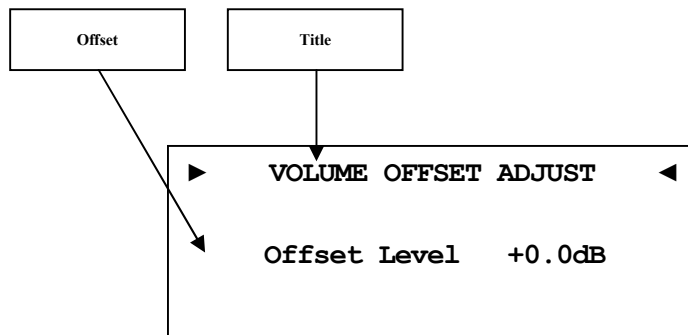 Offset
Title
► VOLUME OFFSET ADJUST ◄
Offset Level +0.0dB